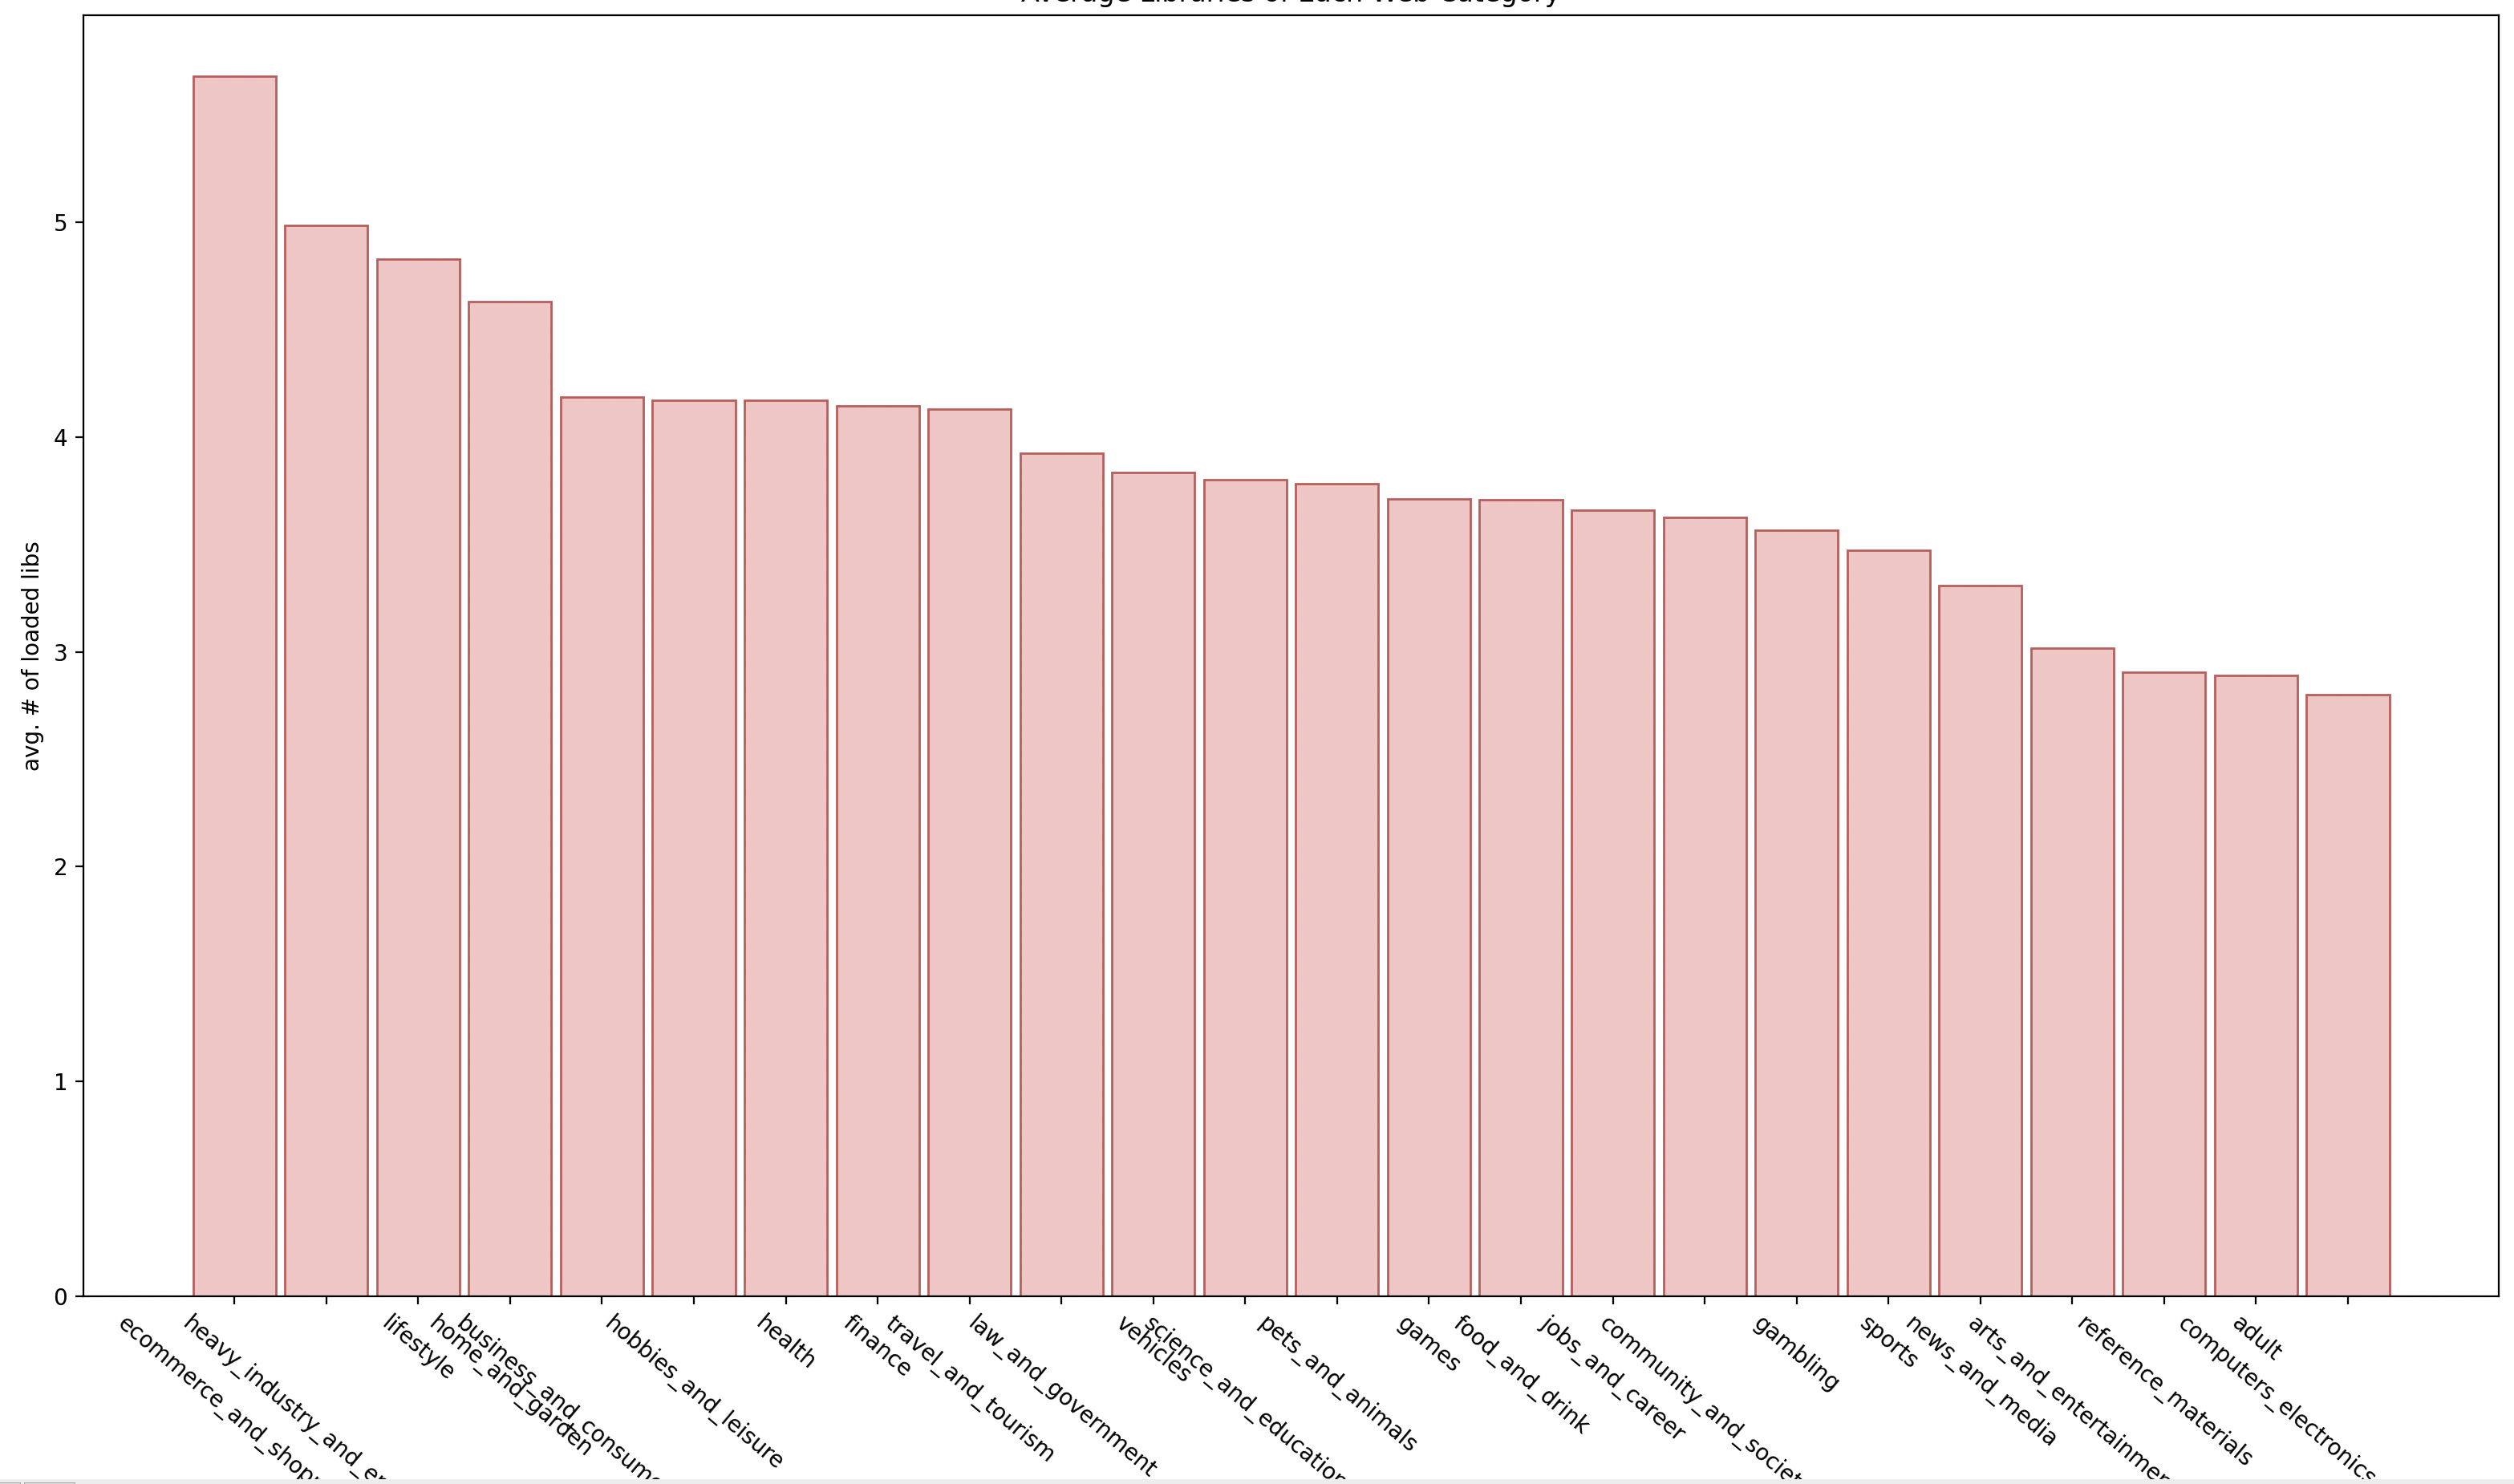 Average Libraries of Each Web Category
avg. # of loaded libs
5
4
3
2
1
0
ecommerce_and_shop
heavy_industry_and_e
lifestyle
home_and_garden
business_and_consume
hobbies_and_leisure
health
finance
travel_and_tourism
law_and_government
vehicles
science_and_education
pets_and_animals
games
food_and_drink
jobs_and_career
community_and_societ
gambling
sports
news_and_media
arts_and_entertainmen
reference_materials
computers_electronics
adult